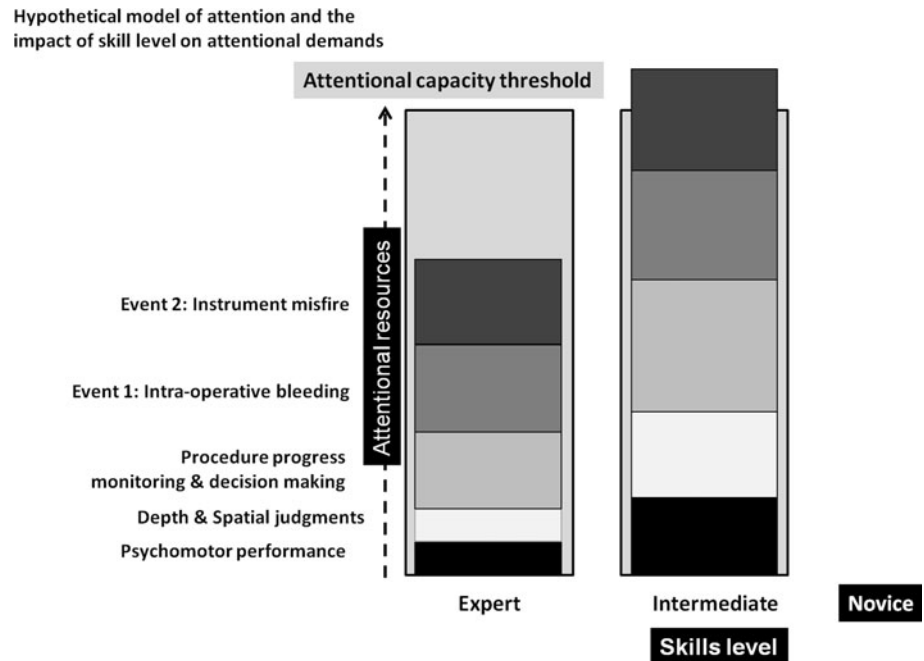 Hypothetical model of attention and the
impact of skill level on attentional demands
Attentional capacity threshold
Attentional resources
Event 2: Instrument misfire
Event 1: Intra-operative bleeding
Procedure progress
monitoring & decision making
Depth & Spatial judgments
Psychomotor performance
Expert
Intermediate
Novice
Skills level